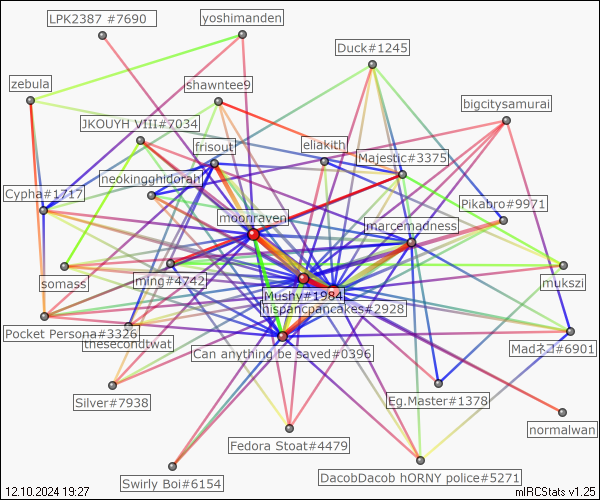 LPK2387 #7690
yoshimanden
Duck#1245
zebula
shawntee9
bigcitysamurai
JKOUYH VIII#7034
frisout
eliakith
Majestic#3375
neokingghidorah
Cypha#1717
Pikabro#9971
moonraven
marcemadness
somass
ming#4742
mukszi
Mushy#1984
hispanicpancakes#2928
Pocket Persona#3326
thesecondtwat
Can anything be saved#0396
Madネコ#6901
Silver#7938
Eg.Master#1378
normalwan
Fedora Stoat#4479
Swirly Boi#6154
DacobDacob hORNY police#5271
12.10.2024 19:27
mIRCStats v1.25